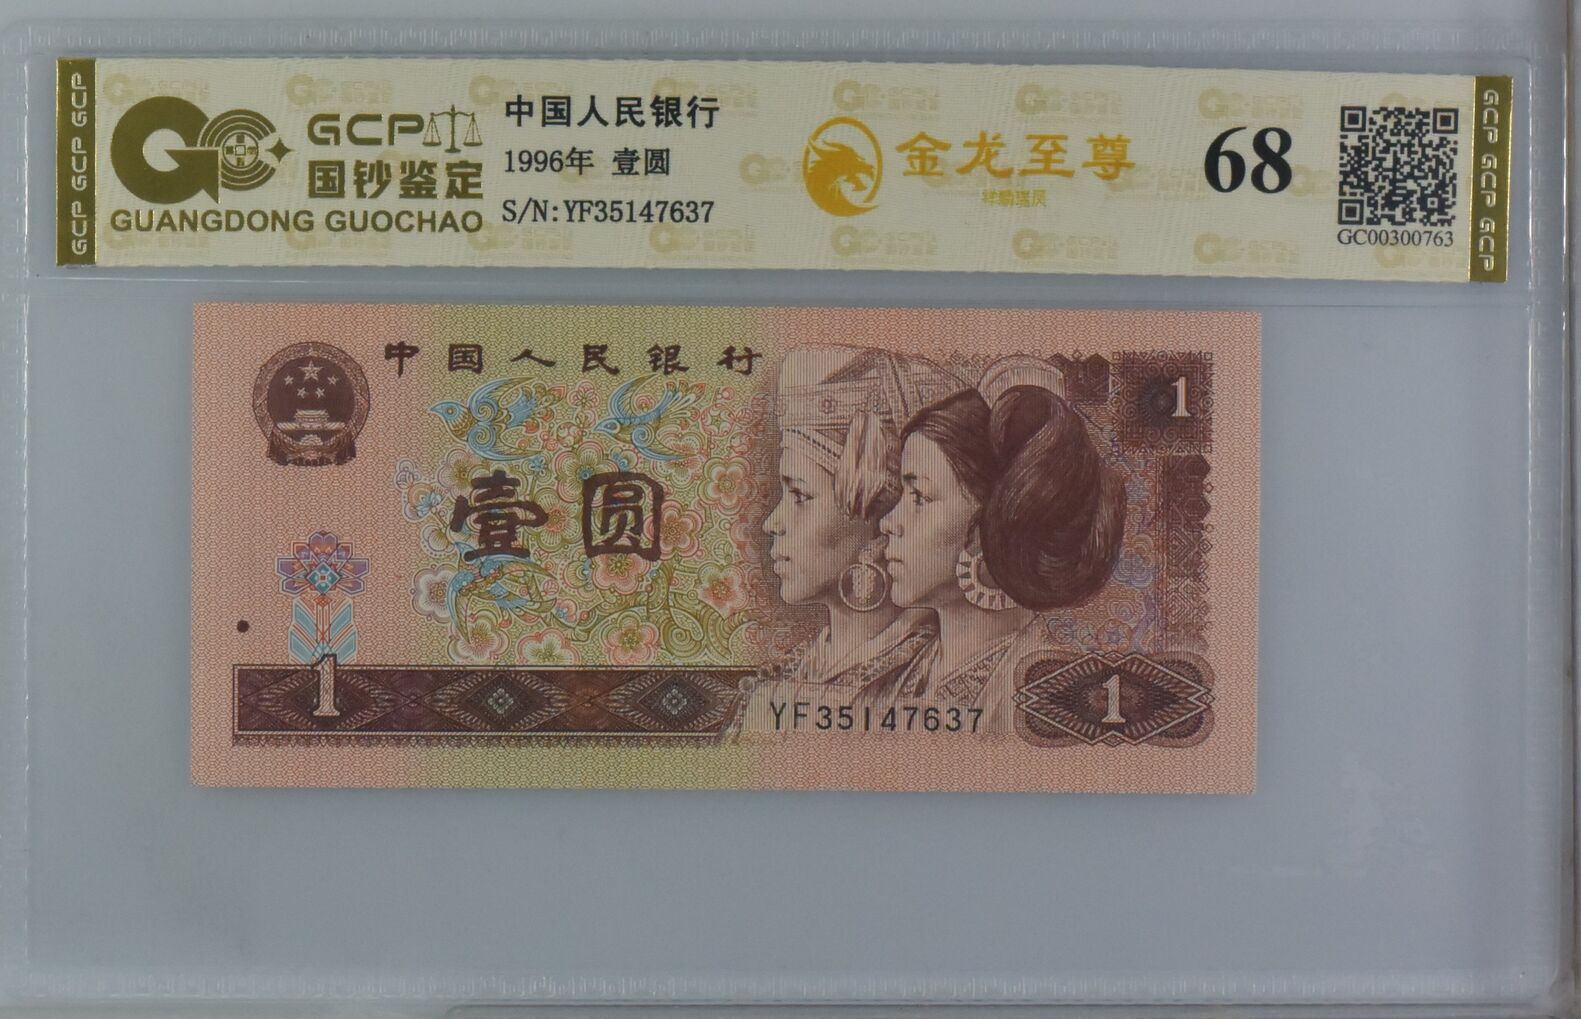 GCP
国钞鉴定
GUANGDONG GUOCHAO
中国人民银行
1996年 壹圆
S/N:YF35147637
金龙至尊
68
GC00300763
GCP GCP GCP
GCP GCP GCP
中国人民银行
1
壹圆
1
YF35147637
1